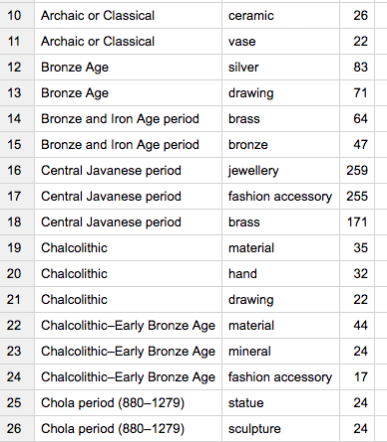 10 Archaic or Classical ceramic 26
11 Archaic or Classical vase 22
12 Bronze Age silver 83
13 Bronze Age drawing 71
14 Bronze and Iron Age period brass 64
15 Bronze and Iron Age period bronze 47
16 Central Javanese period jewellery 259
17 Central Javanese period fashion accessory 255
18 Central Javanese period brass 171
19 Chalcolithic material 35
20 Chalcolithic hand 32
21 Chalcolithic drawing 22
22 Chalcolithic–Early Bronze Age material 44
23 Chalcolithic–Early Bronze Age mineral 24
24 Chalcolithic–Early Bronze Age fashion accessory 17
25 Chola period (880–1279) statue 24
26 Chola period (880–1279) sculpture 24